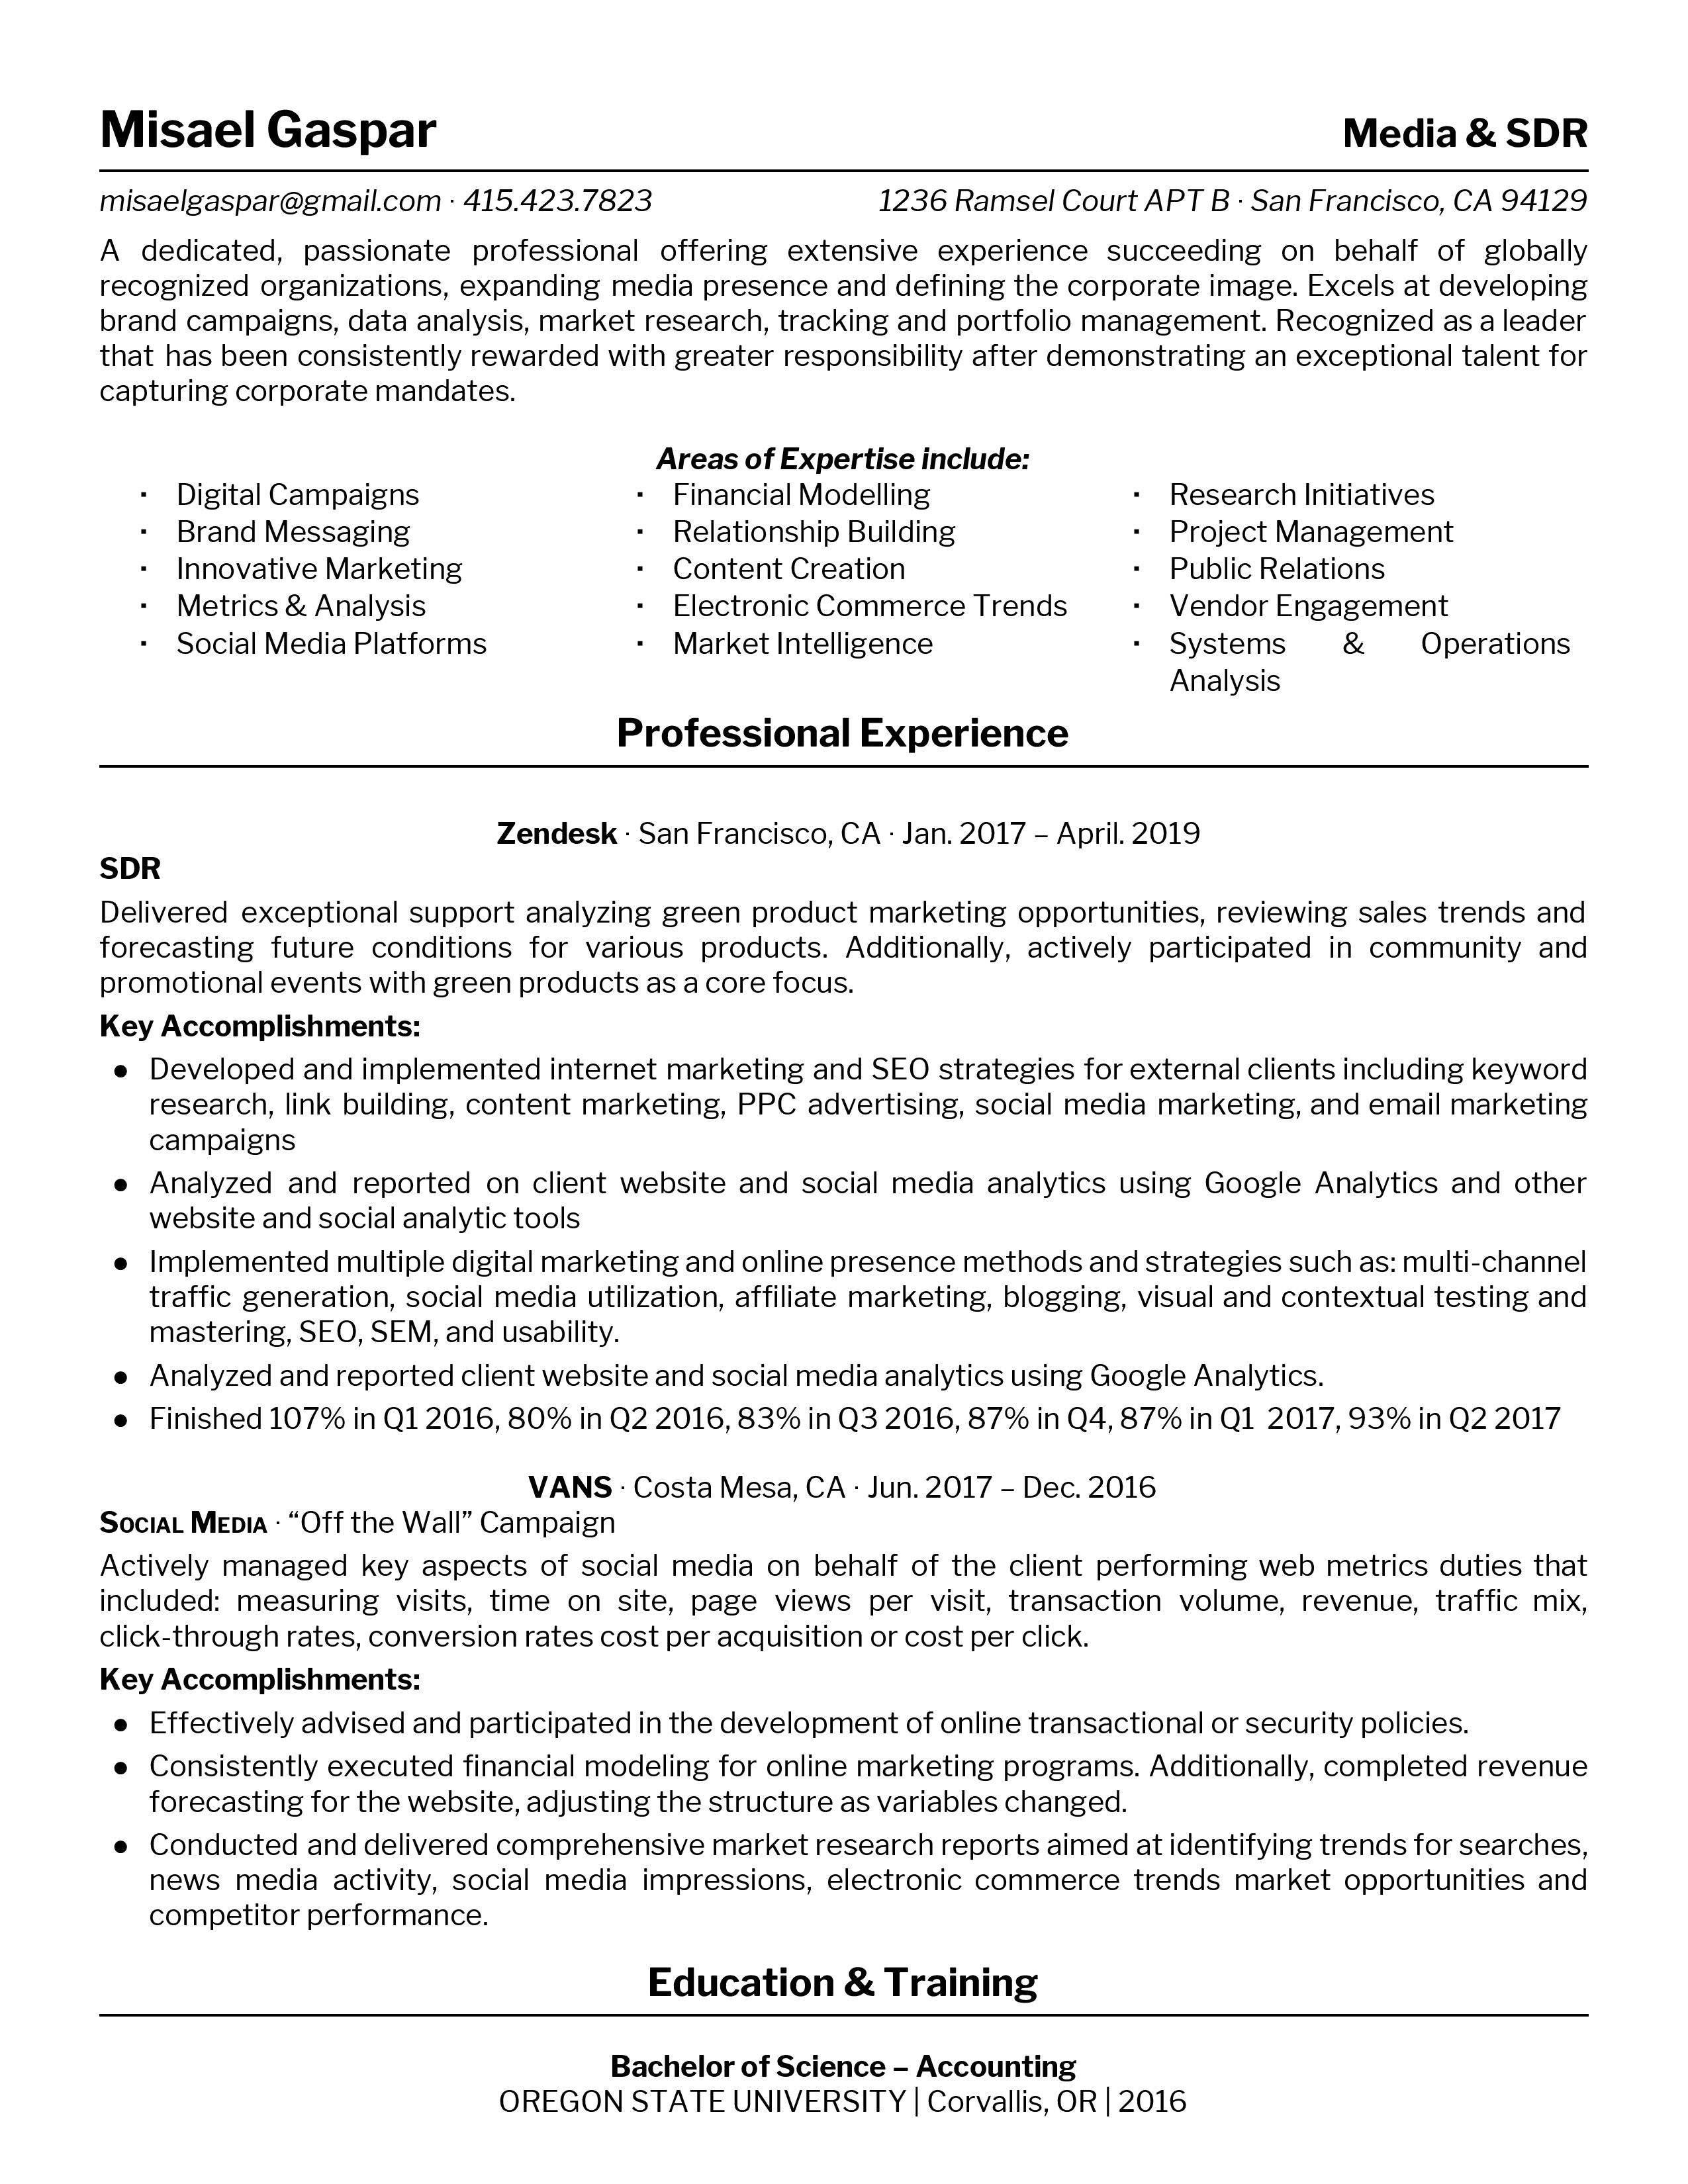 Misael Gaspar Media & SDR
misaelgaspar@gmail.com · 415.423.7823 1236 Ramsel Court APT B · San Francisco, CA 94129
A dedicated, passionate professional offering extensive experience succeeding on behalf of globally
recognized organizations, expanding media presence and defining the corporate image. Excels at developing
brand campaigns, data analysis, market research, tracking and portfolio management. Recognized as a leader
that has been consistently rewarded with greater responsibility after demonstrating an exceptional talent for
capturing corporate mandates.
Areas of Expertise include:
▪ Digital Campaigns
▪ Brand Messaging
▪ Innovative Marketing
▪ Metrics & Analysis
▪ Social Media Platforms
▪ Financial Modelling
▪ Relationship Building
▪ Content Creation
▪ Electronic Commerce Trends
▪ Market Intelligence
▪ Research Initiatives
▪ Project Management
▪ Public Relations
▪ Vendor Engagement
▪ Systems & Operations
Analysis
Professional Experience
Zendesk · San Francisco, CA · Jan. 2017 – April. 2019
SDR
Delivered exceptional support analyzing green product marketing opportunities, reviewing sales trends and
forecasting future conditions for various products. Additionally, actively participated in community and
promotional events with green products as a core focus.
Key Accomplishments:
● Developed and implemented internet marketing and SEO strategies for external clients including keyword
research, link building, content marketing, PPC advertising, social media marketing, and email marketing
campaigns
● Analyzed and reported on client website and social media analytics using Google Analytics and other
website and social analytic tools
● Implemented multiple digital marketing and online presence methods and strategies such as: multi-channel
traffic generation, social media utilization, affiliate marketing, blogging, visual and contextual testing and
mastering, SEO, SEM, and usability.
● Analyzed and reported client website and social media analytics using Google Analytics.
● Finished 107% in Q1 2016, 80% in Q2 2016, 83% in Q3 2016, 87% in Q4, 87% in Q1 2017, 93% in Q2 2017
VANS · Costa Mesa, CA · Jun. 2017 – Dec. 2016
Social Media · “Off the Wall” Campaign
Actively managed key aspects of social media on behalf of the client performing web metrics duties that
included: measuring visits, time on site, page views per visit, transaction volume, revenue, traffic mix,
click-through rates, conversion rates cost per acquisition or cost per click.
Key Accomplishments:
● Effectively advised and participated in the development of online transactional or security policies.
● Consistently executed financial modeling for online marketing programs. Additionally, completed revenue
forecasting for the website, adjusting the structure as variables changed.
● Conducted and delivered comprehensive market research reports aimed at identifying trends for searches,
news media activity, social media impressions, electronic commerce trends market opportunities and
competitor performance.
Education & Training
Bachelor of Science – Accounting
OREGON STATE UNIVERSITY | Corvallis, OR | 2016